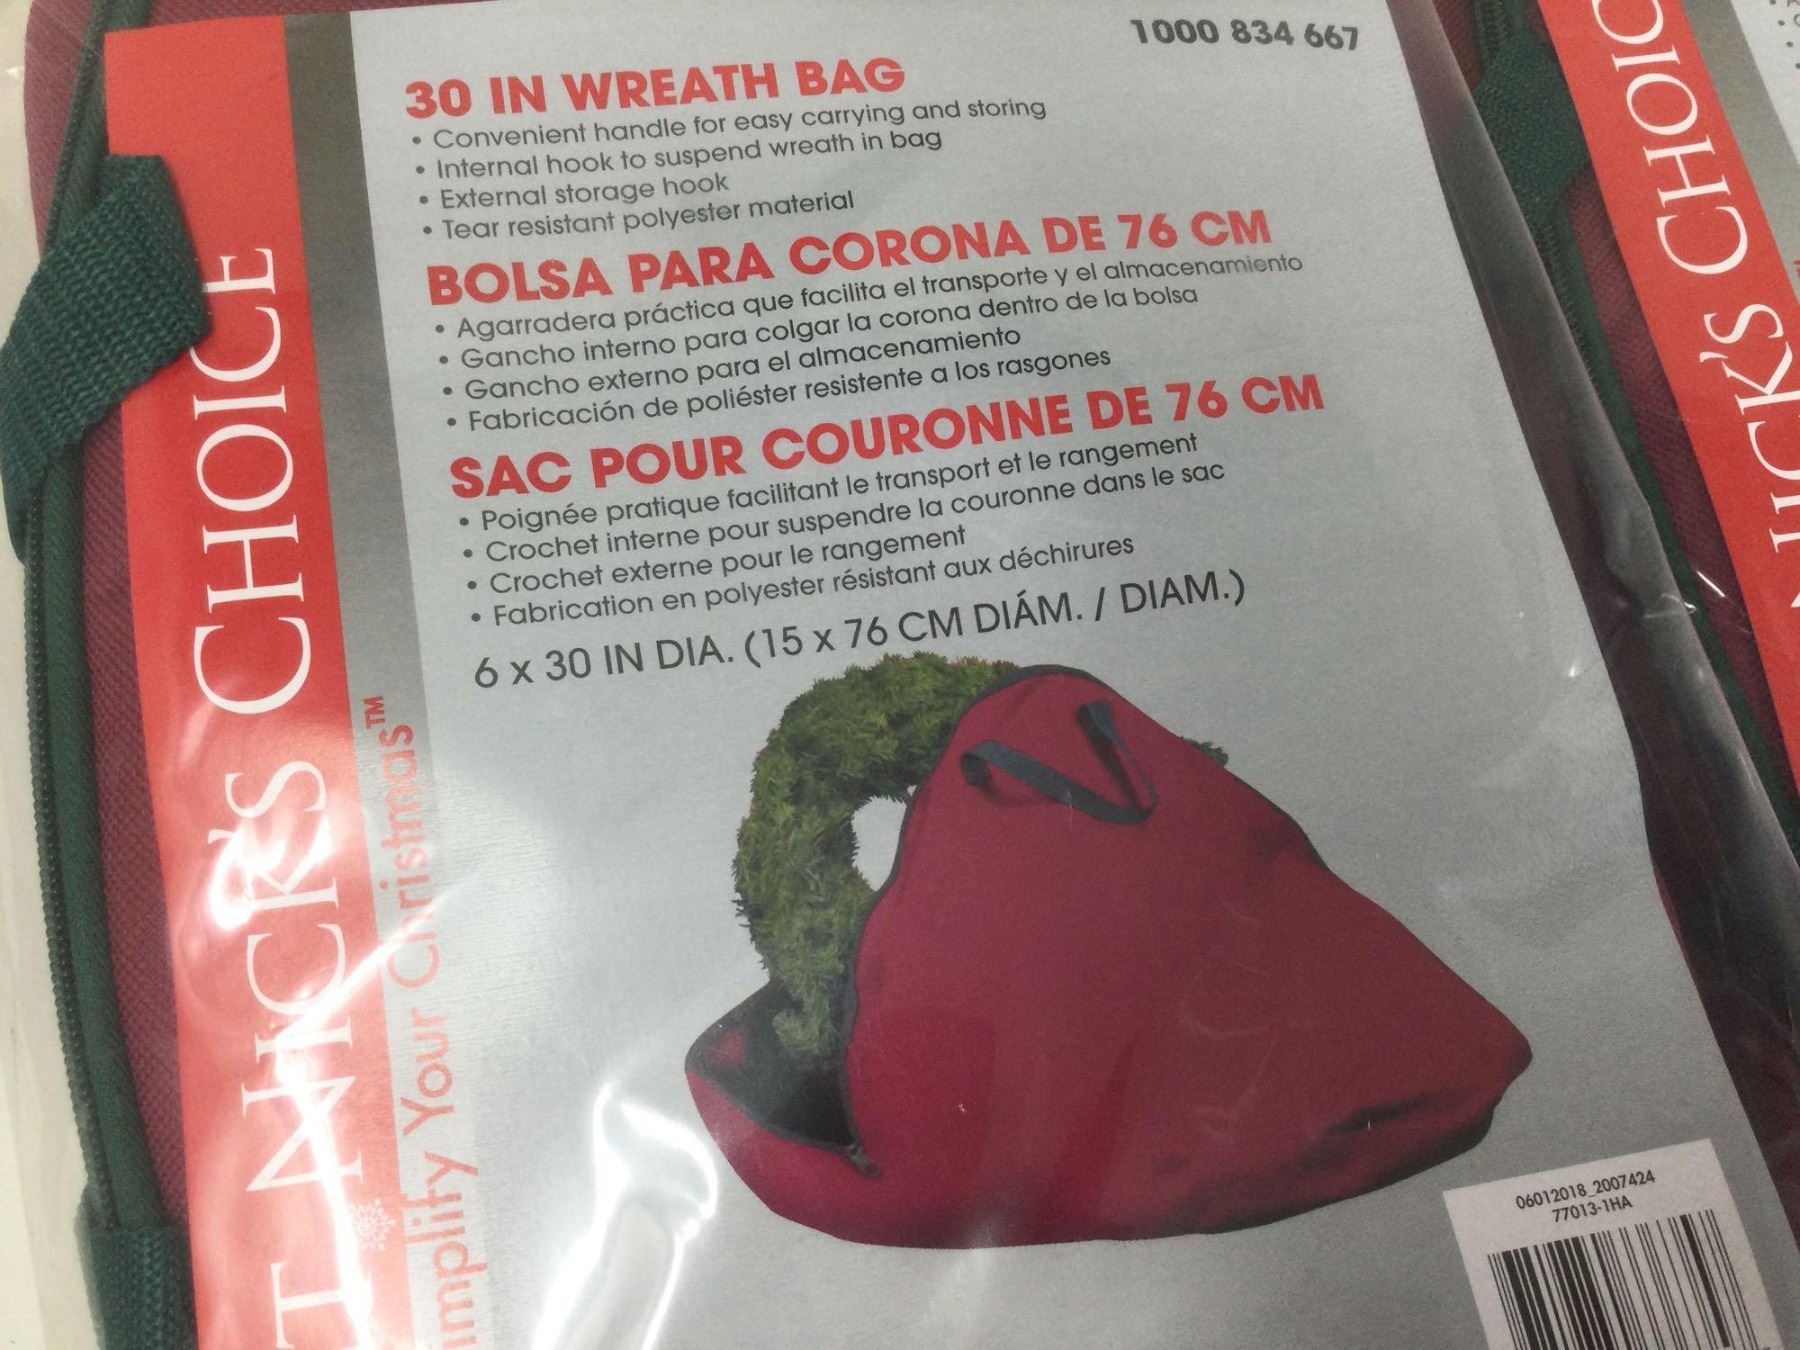 1000 834 667
30 IN WREATH BAG
• Convenient handle for easy carrying and storing
• Internal hook to suspend wreath in bag
• External storage hook
• Tear resistant polyester material
BOLSA PARA CORONA DE 76 CM
• Agarradera práctica que facilita el transporte y el almacenamiento
• Gancho interno para colgar la corona dentro de la bolsa
• Gancho externo para el almacenamiento
• Fabricación de poliéster resistente a los rasgones
SAC POUR COURONNE DE 76 CM
• Poignée pratique facilitant le transport et le rangement
• Crochet interne pour suspendre la couronne dans le sac
• Crochet externe pour le rangement
• Fabrication en polyester résistant aux déchirures
6 x 30 IN DIA. (15 x 76 CM DIÁM. / DIAM.)
T NICK'S CHOICE
implify Your Christmas™
06012018_2007424
77013-1HA
NICK'S CHOIC